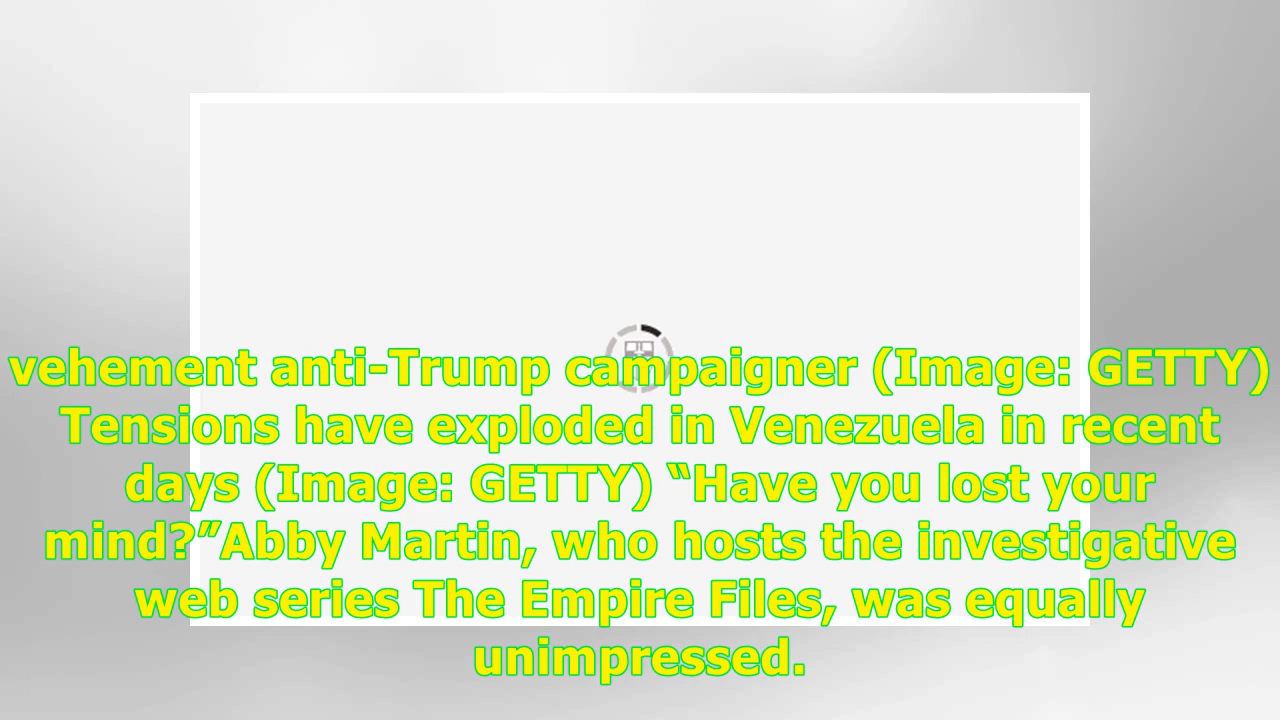 vehement anti-Trump campaigner (Image: GETTY)
Tensions have exploded in Venezuela in recent
days (Image: GETTY) “Have you lost your
mind?”Abby Martin, who hosts the investigative
web series The Empire Files, was equally
unimpressed.